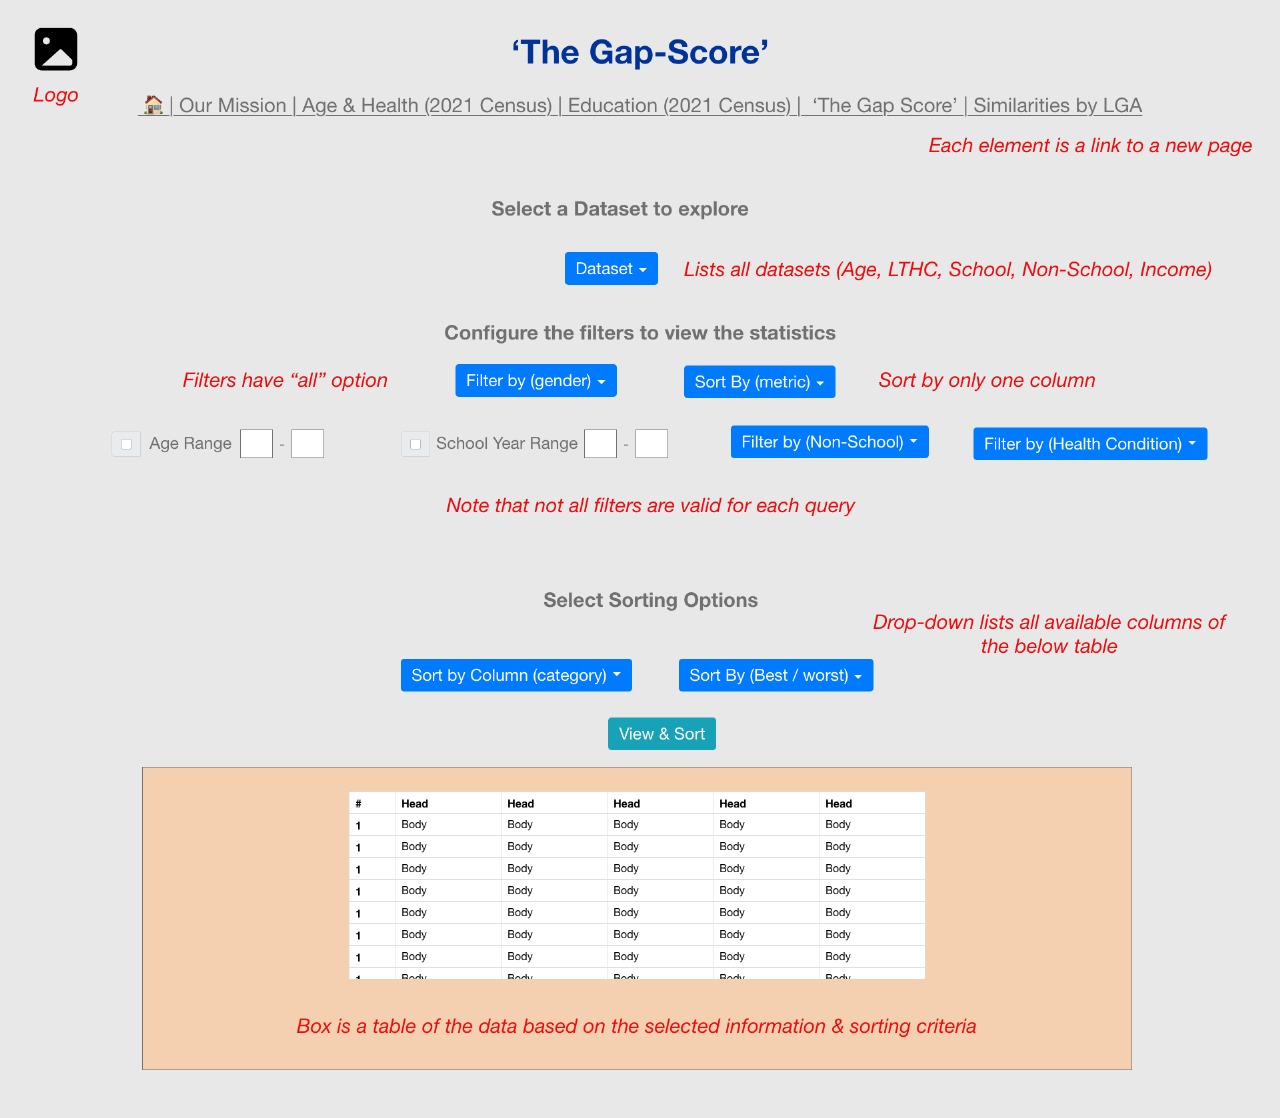 ‘The Gap-Score’
Logo
🏠 | Our Mission | Age & Health (2021 Census) | Education (2021 Census) | ‘The Gap Score’ | Similarities by LGA
Each element is a link to a new page
Select a Dataset to explore
Dataset
Lists all datasets (Age, LTHC, School, Non-School, Income)
Configure the filters to view the statistics
Filters have “all” option
Filter by (gender)
Sort By (metric)
Sort by only one column
Age Range -
School Year Range -
Filter by (Non-School)
Filter by (Health Condition)
Note that not all filters are valid for each query
Select Sorting Options
Drop-down lists all available columns of
the below table
Sort by Column (category)
Sort By (Best / worst)
View & Sort
# Head Head Head Head Head
1 Body Body Body Body Body
1 Body Body Body Body Body
1 Body Body Body Body Body
1 Body Body Body Body Body
1 Body Body Body Body Body
1 Body Body Body Body Body
1 Body Body Body Body Body
1 Body Body Body Body Body
Box is a table of the data based on the selected information & sorting criteria